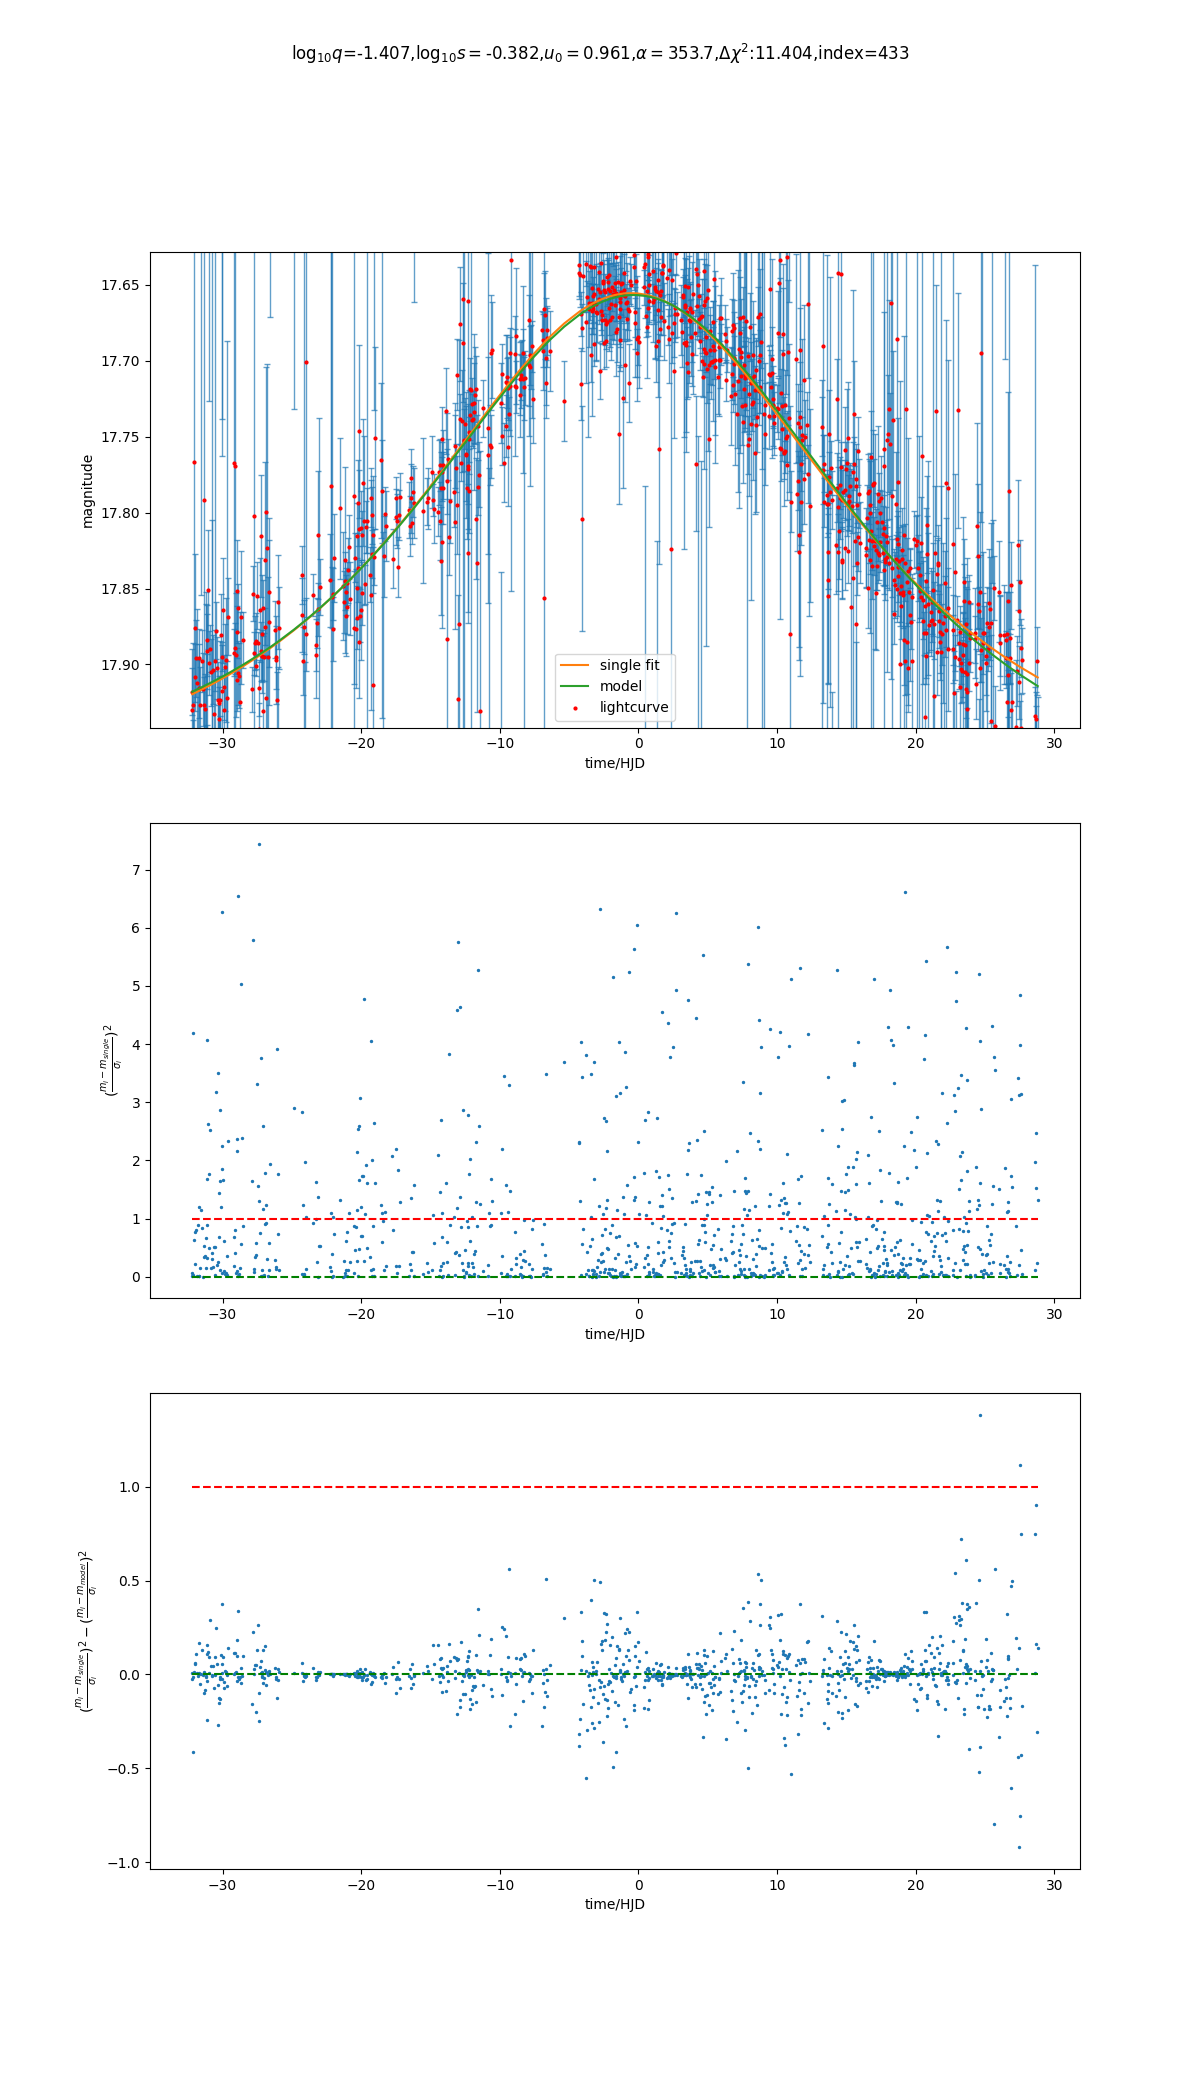 log₁₀q=-1.407,log₁₀s = -0.382,u₀ = 0.961,α = 353.7,Δχ²:11.404,index=433
17.65
17.70
17.75
17.80
17.85
17.90
magnitude
single fit
model
lightcurve
−30 −20 −10 0 10 20 30
time/HJD
7
6
5
4
3
2
1
0
(mᵢ − m_single / σᵢ)²
−30 −20 −10 0 10 20 30
time/HJD
1.0
0.5
0.0
−0.5
−1.0
(mᵢ − m_single / σᵢ)² − (mᵢ − m_model / σᵢ)²
−30 −20 −10 0 10 20 30
time/HJD